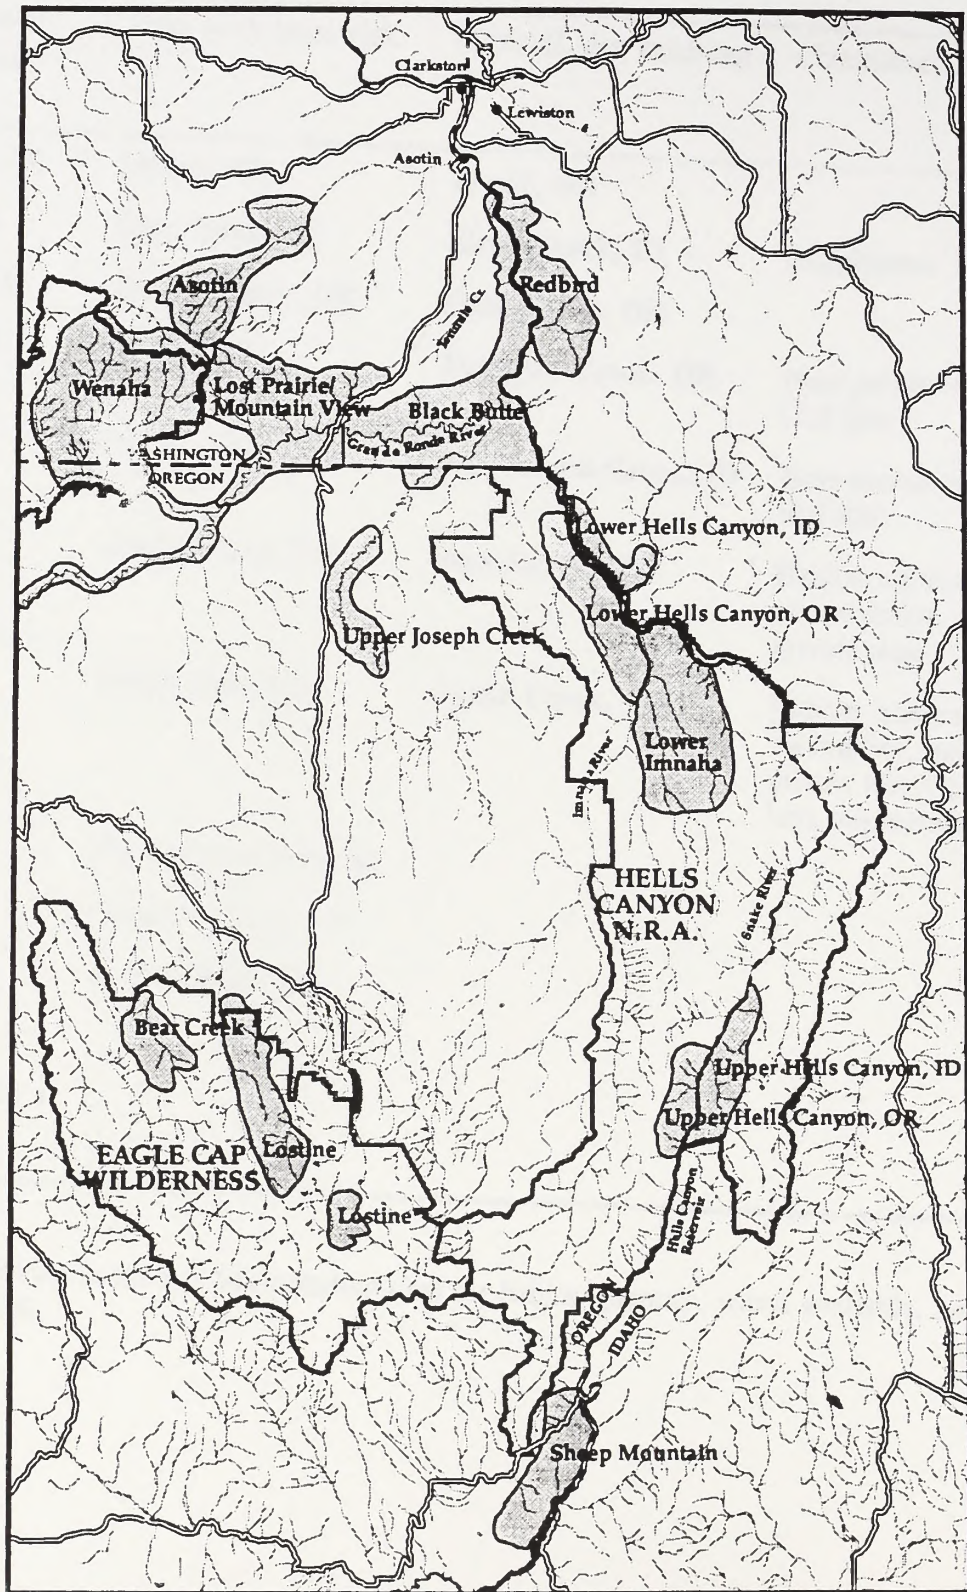 Clarkston
Lewiston
Asotin
Asotin
Redbird
Tenmile Cr.
Wenaha
Lost Prairie/
Mountain View
Black Butte
Grande Ronde River
ASHINGTON
OREGON
Lower Hells Canyon, ID
Lower Hells Canyon, OR
Upper Joseph Creek
Lower
Imnaha
Imnaha River
HELLS
CANYON
N.R.A.
Snake River
Bear Creek
Upper Hells Canyon, ID
Upper Hells Canyon, OR
EAGLE CAP
WILDERNESS
Lostine
Lostine
Hells Canyon
Reservoir
OREGON
IDAHO
Sheep Mountain